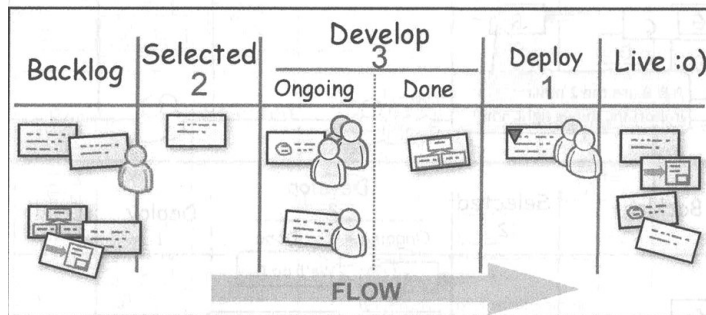 Backlog
Selected
2
Develop
3
Ongoing
Done
Deploy
1
Live :o)
FLOW